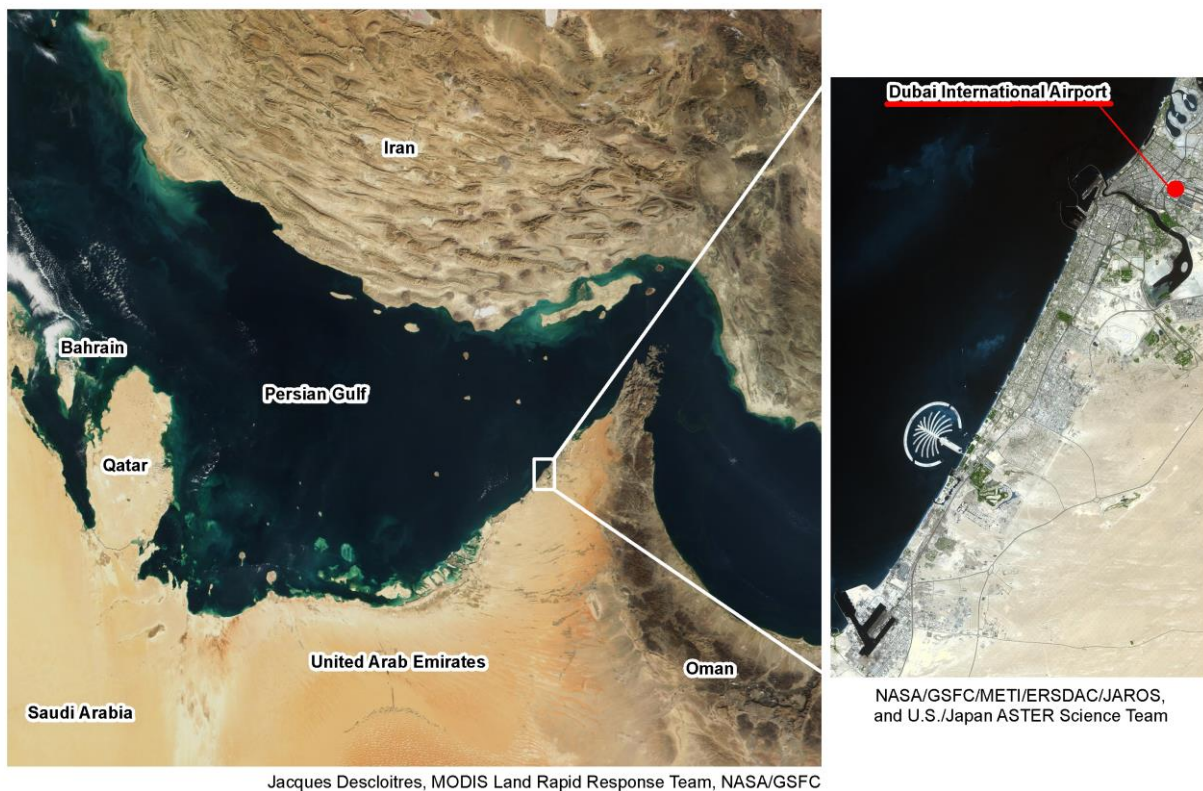 Iran
Bahrain
Persian Gulf
Qatar
United Arab Emirates
Oman
Saudi Arabia
Jacques Descloitres, MODIS Land Rapid Response Team, NASA/GSFC
Dubai International Airport
NASA/GSFC/METI/ERSDAC/JAROS,
and U.S./Japan ASTER Science Team